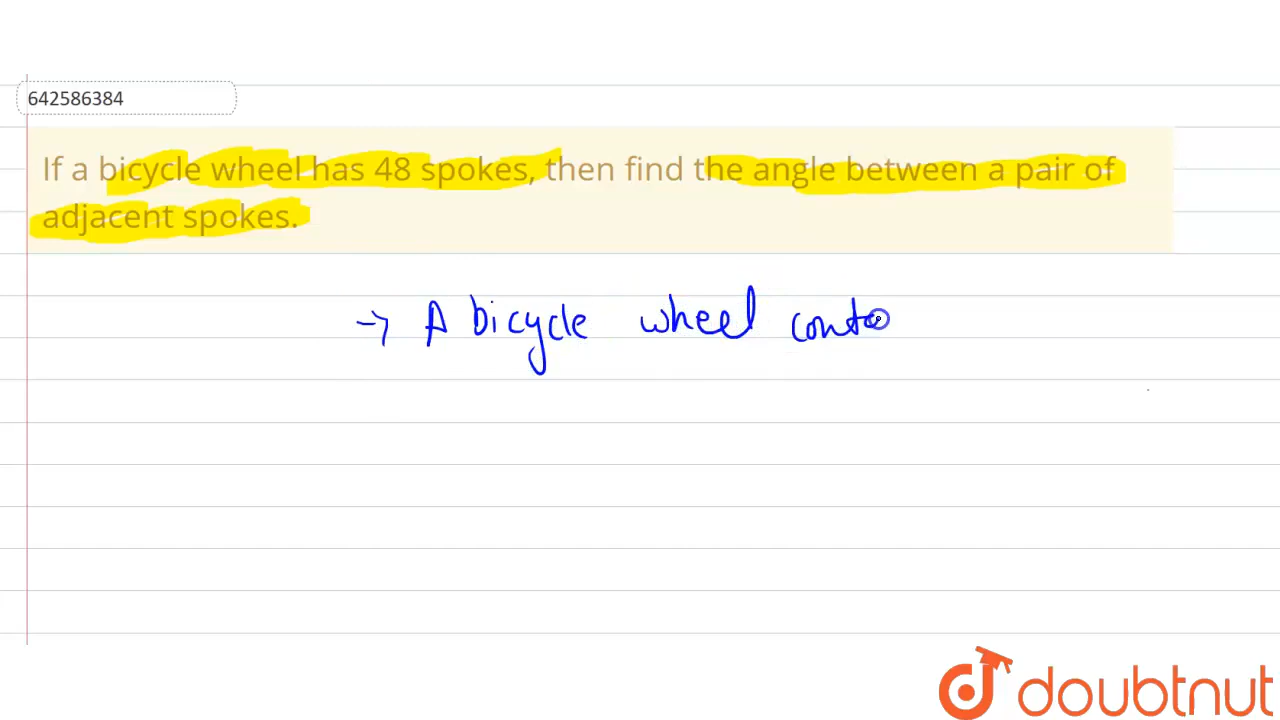 642586384
If a bicycle wheel has 48 spokes, then find the angle between a pair of
adjacent spokes.
→ A bicycle wheel conta
doubtnut